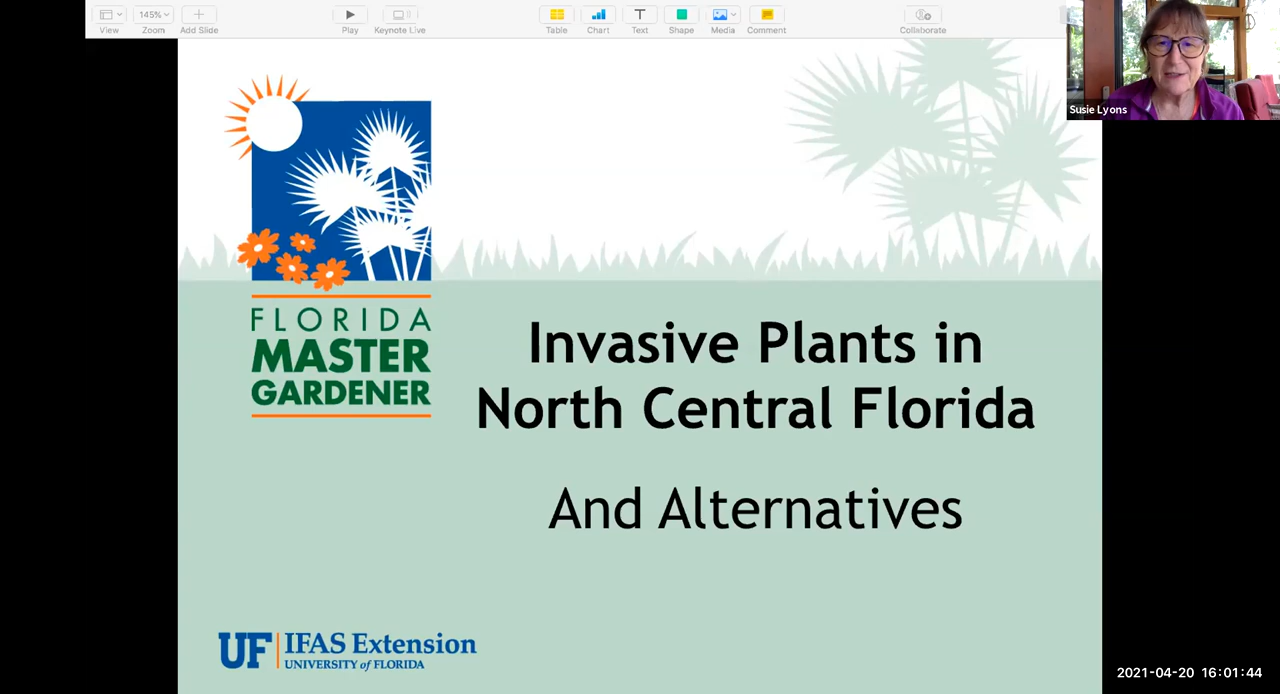 145%
View
Zoom
Add Slide
Play
Keynote Live
Table
Chart
Text
Shape
Media
Comment
Collaborate
Susie Lyons
FLORIDA
MASTER
GARDENER
Invasive Plants in
North Central Florida
And Alternatives
UF IFAS Extension
UNIVERSITY of FLORIDA
2021-04-20 16:01:44